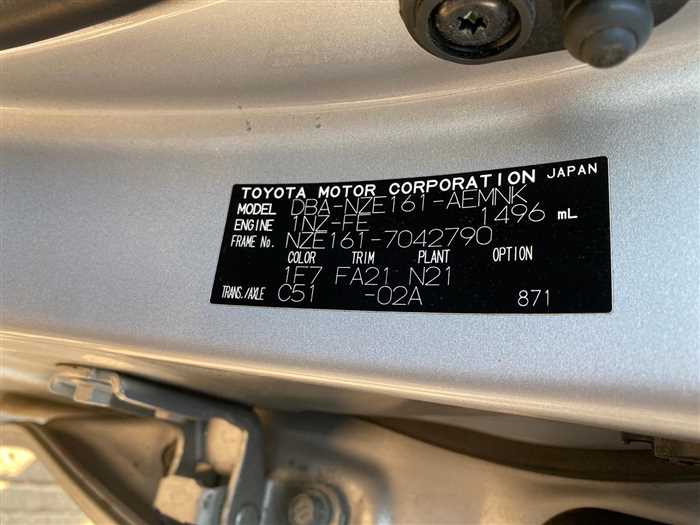 TOYOTA MOTOR CORPORATION JAPAN
MODEL DBA-NZE161-AEMNK
ENGINE 1NZ-FE 1496 mL
FRAME No. NZE161-7042790
COLOR TRIM PLANT OPTION
1F7 FA21 N21
TRANS./AXLE C51 -02A 871